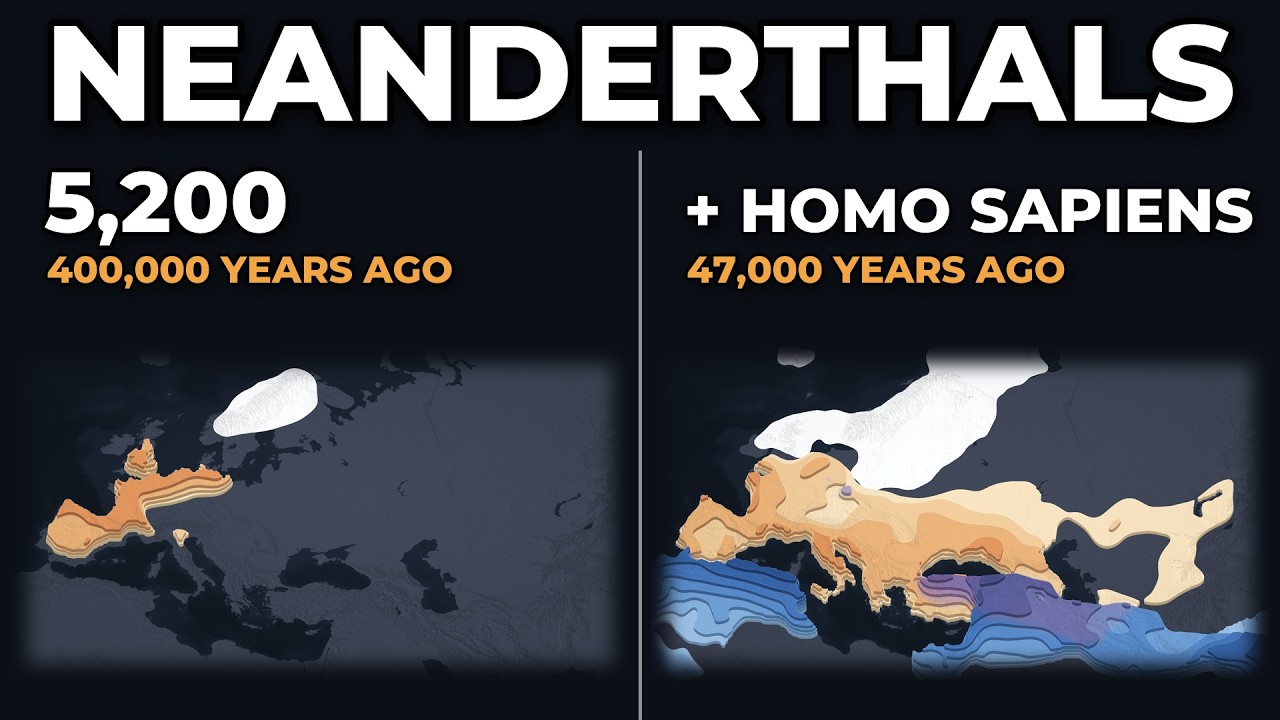 NEANDERTHALS
5,200
400,000 YEARS AGO
+ HOMO SAPIENS
47,000 YEARS AGO